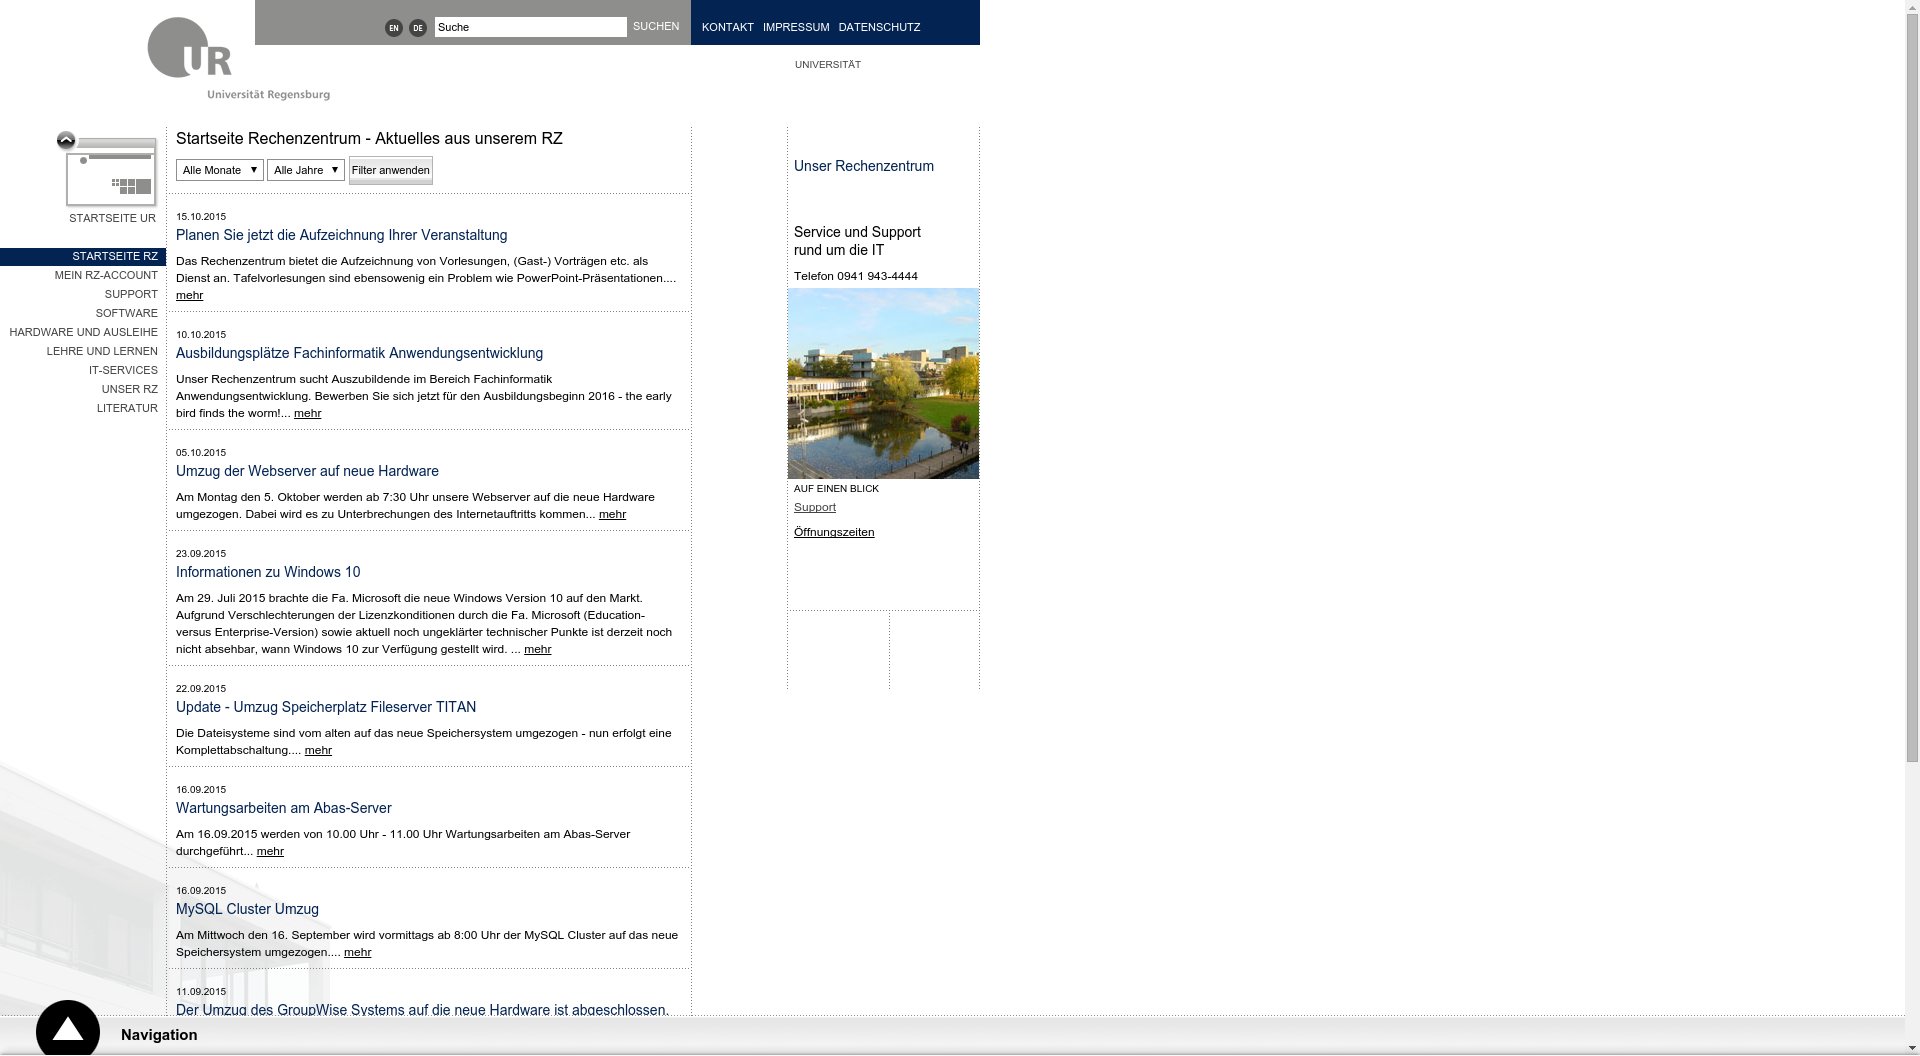 EN DE Suche SUCHEN KONTAKT IMPRESSUM DATENSCHUTZ
UR
Universität Regensburg
UNIVERSITÄT
STARTSEITE UR
STARTSEITE RZ
MEIN RZ-ACCOUNT
SUPPORT
SOFTWARE
HARDWARE UND AUSLEIHE
LEHRE UND LERNEN
IT-SERVICES
UNSER RZ
LITERATUR
Startseite Rechenzentrum - Aktuelles aus unserem RZ
Alle Monate Alle Jahre Filter anwenden
15.10.2015
Planen Sie jetzt die Aufzeichnung Ihrer Veranstaltung
Das Rechenzentrum bietet die Aufzeichnung von Vorlesungen, (Gast-) Vorträgen etc. als
Dienst an. Tafelvorlesungen sind ebensowenig ein Problem wie PowerPoint-Präsentationen....
mehr
10.10.2015
Ausbildungsplätze Fachinformatik Anwendungsentwicklung
Unser Rechenzentrum sucht Auszubildende im Bereich Fachinformatik
Anwendungsentwicklung. Bewerben Sie sich jetzt für den Ausbildungsbeginn 2016 - the early
bird finds the worm!... mehr
05.10.2015
Umzug der Webserver auf neue Hardware
Am Montag den 5. Oktober werden ab 7:30 Uhr unsere Webserver auf die neue Hardware
umgezogen. Dabei wird es zu Unterbrechungen des Internetauftritts kommen... mehr
23.09.2015
Informationen zu Windows 10
Am 29. Juli 2015 brachte die Fa. Microsoft die neue Windows Version 10 auf den Markt.
Aufgrund Verschlechterungen der Lizenzkonditionen durch die Fa. Microsoft (Education-
versus Enterprise-Version) sowie aktuell noch ungeklärter technischer Punkte ist derzeit noch
nicht absehbar, wann Windows 10 zur Verfügung gestellt wird. ... mehr
22.09.2015
Update - Umzug Speicherplatz Fileserver TITAN
Die Dateisysteme sind vom alten auf das neue Speichersystem umgezogen - nun erfolgt eine
Komplettabschaltung.... mehr
16.09.2015
Wartungsarbeiten am Abas-Server
Am 16.09.2015 werden von 10.00 Uhr - 11.00 Uhr Wartungsarbeiten am Abas-Server
durchgeführt... mehr
16.09.2015
MySQL Cluster Umzug
Am Mittwoch den 16. September wird vormittags ab 8:00 Uhr der MySQL Cluster auf das neue
Speichersystem umgezogen.... mehr
11.09.2015
Der Umzug des GroupWise Systems auf die neue Hardware ist abgeschlossen.
Unser Rechenzentrum
Service und Support
rund um die IT
Telefon 0941 943-4444
AUF EINEN BLICK
Support
Öffnungszeiten
Navigation